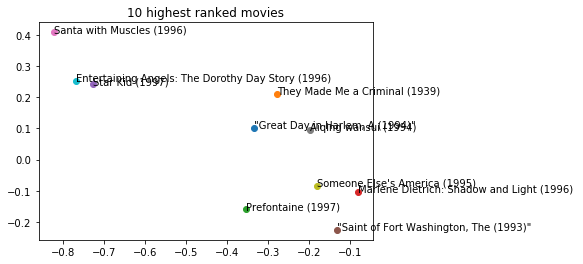 10 highest ranked movies
0.4
Santa with Muscles (1996)
0.3
Entertaining Angels: The Dorothy Day Story (1996)
Star Kid (1997)
They Made Me a Criminal (1939)
0.2
"Great Day in Harlem, A (1994)"
Aiqing wansui (1994)
0.1
0.0
Someone Else's America (1995)
Marlene Dietrich: Shadow and Light (1996)
−0.1
Prefontaine (1997)
−0.2
"Saint of Fort Washington, The (1993)"
−0.8 −0.7 −0.6 −0.5 −0.4 −0.3 −0.2 −0.1